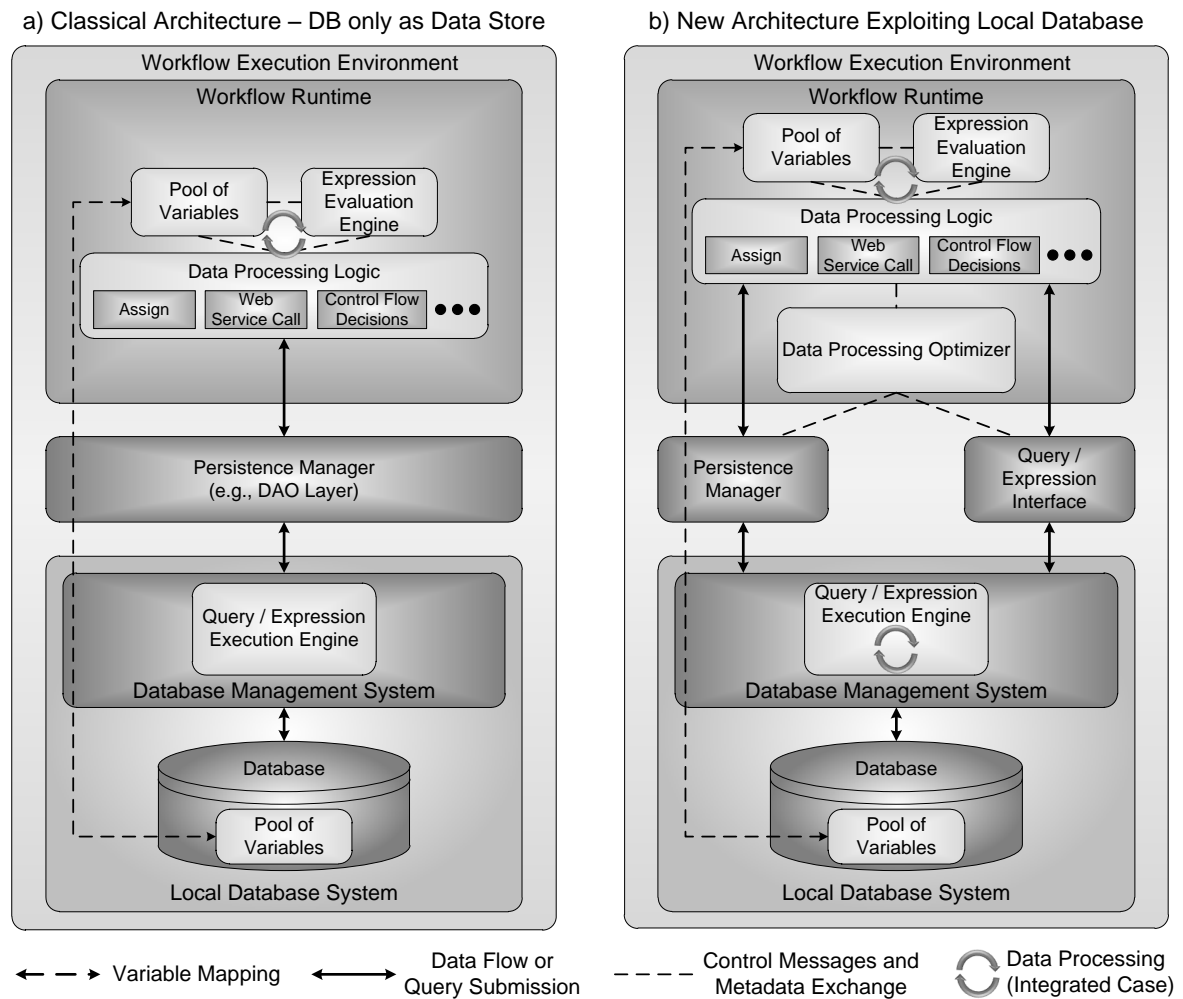 a) Classical Architecture – DB only as Data Store
Workflow Execution Environment
Workflow Runtime
Pool of
Variables
Expression
Evaluation
Engine
Data Processing Logic
Assign
Web
Service Call
Control Flow
Decisions
Persistence Manager
(e.g., DAO Layer)
Query / Expression
Execution Engine
Database Management System
Database
Pool of
Variables
Local Database System
b) New Architecture Exploiting Local Database
Workflow Execution Environment
Workflow Runtime
Pool of
Variables
Expression
Evaluation
Engine
Data Processing Logic
Assign
Web
Service Call
Control Flow
Decisions
Data Processing Optimizer
Persistence
Manager
Query /
Expression
Interface
Query / Expression
Execution Engine
Database Management System
Database
Pool of
Variables
Local Database System
Variable Mapping
Data Flow or
Query Submission
Control Messages and
Metadata Exchange
Data Processing
(Integrated Case)